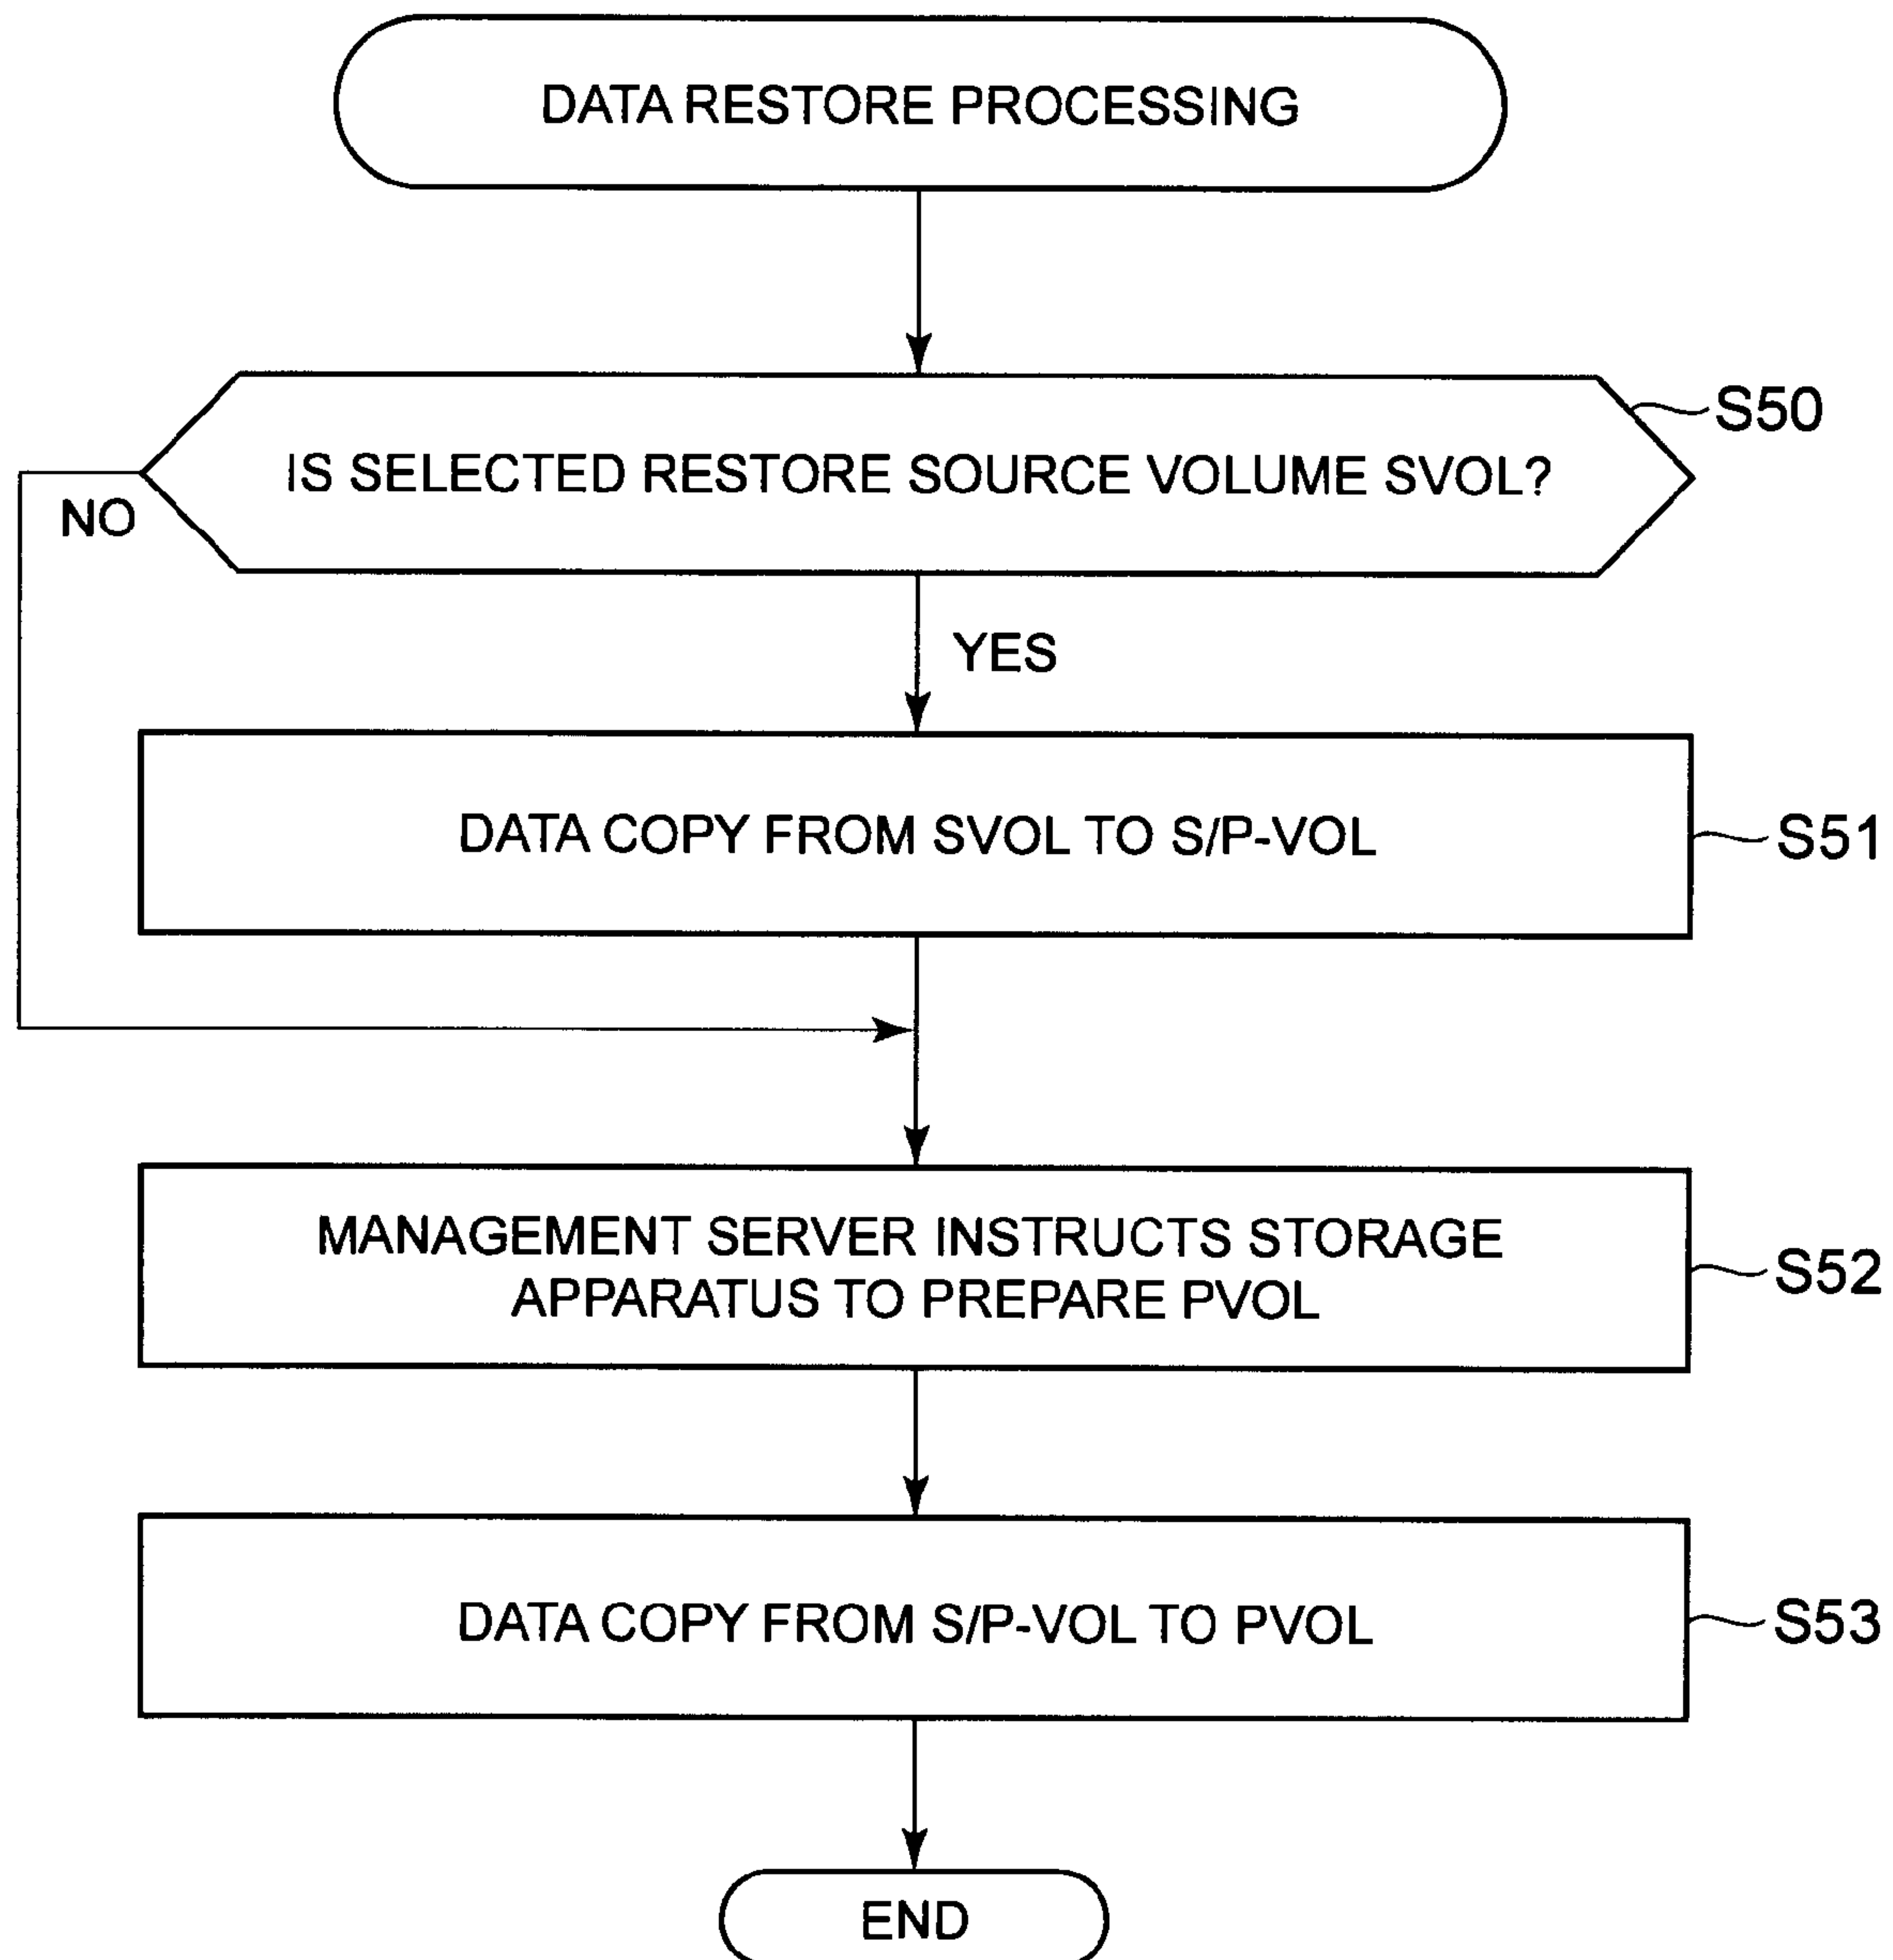 DATA RESTORE PROCESSING
S50
IS SELECTED RESTORE SOURCE VOLUME SVOL?
NO
YES
DATA COPY FROM SVOL TO S/P-VOL
S51
MANAGEMENT SERVER INSTRUCTS STORAGE
APPARATUS TO PREPARE PVOL
S52
DATA COPY FROM S/P-VOL TO PVOL
S53
END